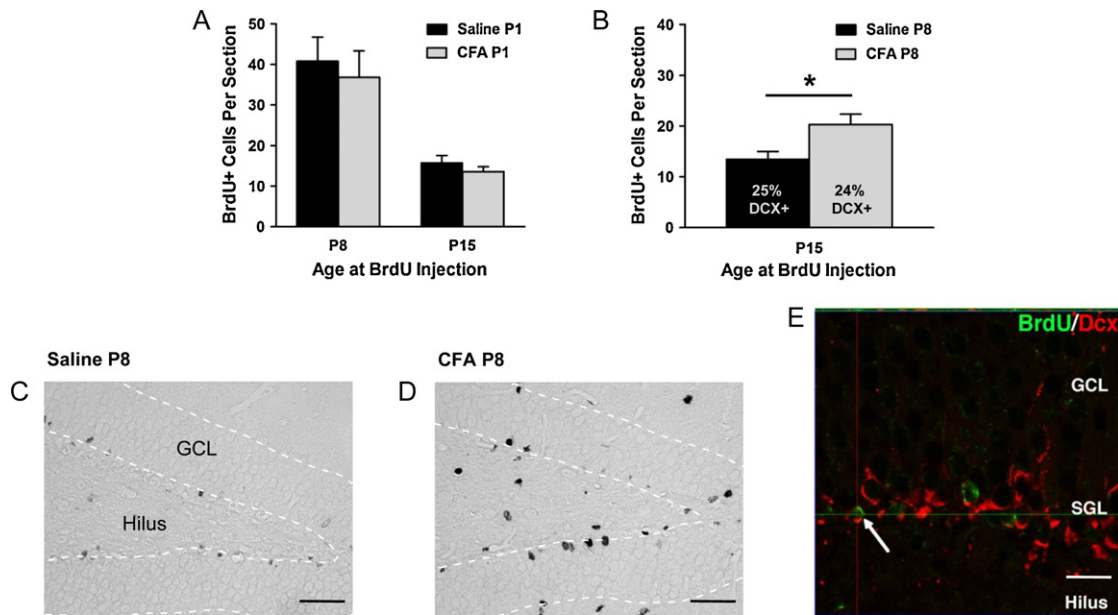 A
BrdU+ Cells Per Section
50
40
30
20
10
0
Saline P1
CFA P1
P8
P15
Age at BrdU Injection
B
BrdU+ Cells Per Section
40
30
20
10
0
Saline P8
CFA P8
*
25%
DCX+
24%
DCX+
P15
Age at BrdU Injection
C
Saline P8
GCL
Hilus
D
CFA P8
E
BrdU/Dcx
GCL
SGL
Hilus